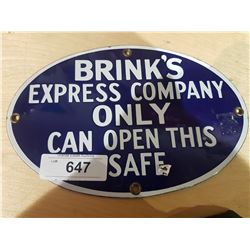 BRINK'S
EXPRESS COMPANY
ONLY
CAN OPEN THIS
SAFE
647